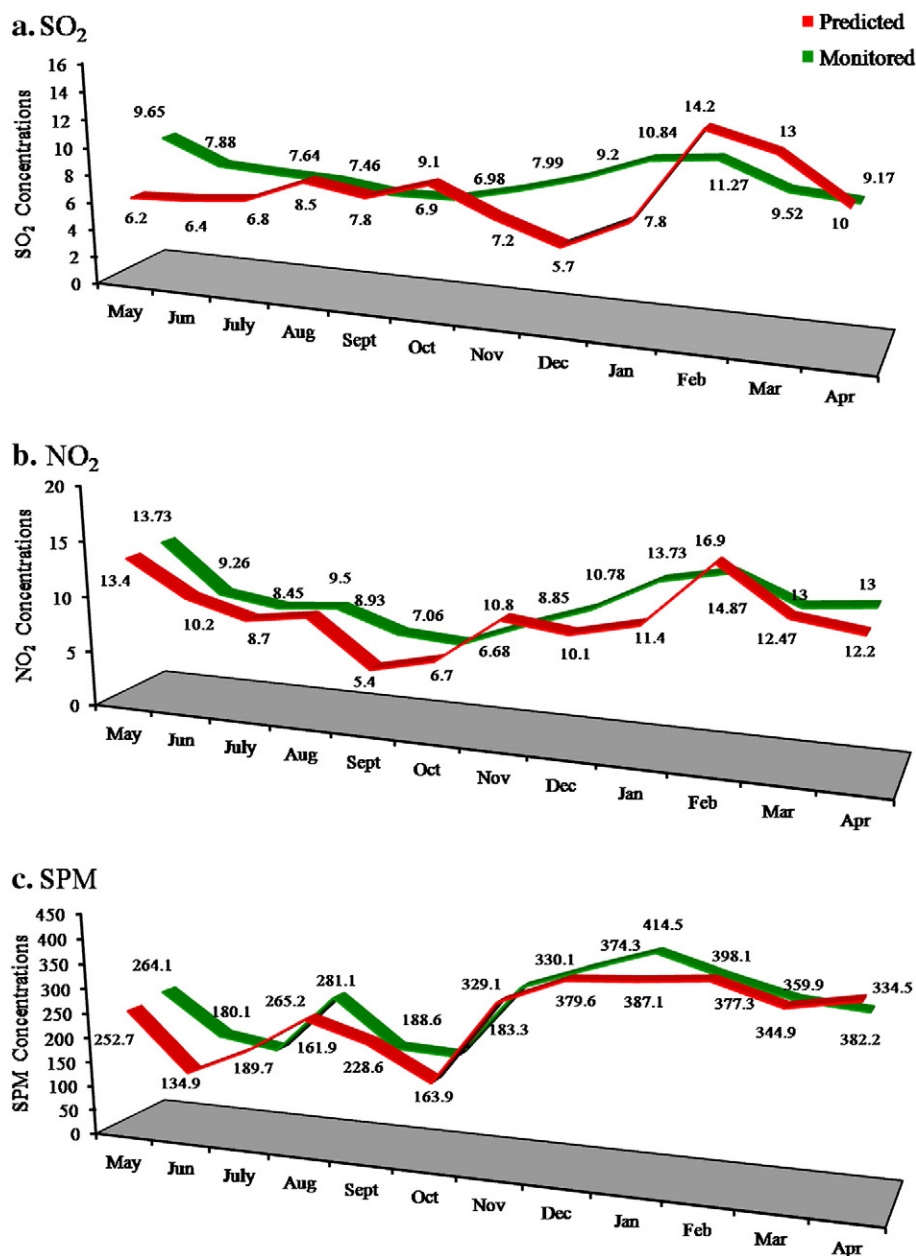 a. SO2
Predicted
Monitored
SO2 Concentrations
16
14
12
10
8
6
4
2
0
9.65
7.88
7.64
7.46
9.1
6.98
7.99
9.2
10.84
14.2
13
9.17
6.2
6.4
6.8
8.5
7.8
6.9
7.2
5.7
7.8
11.27
9.52
10
May
Jun
July
Aug
Sept
Oct
Nov
Dec
Jan
Feb
Mar
Apr
b. NO2
NO2 Concentrations
20
15
10
5
0
13.73
9.26
8.45
9.5
8.93
7.06
10.8
8.85
10.78
13.73
16.9
13
13
13.4
10.2
8.7
5.4
6.7
6.68
10.1
11.4
14.87
12.47
12.2
May
Jun
July
Aug
Sept
Oct
Nov
Dec
Jan
Feb
Mar
Apr
c. SPM
SPM Concentrations
450
400
350
300
250
200
150
100
50
0
264.1
180.1
265.2
281.1
188.6
329.1
330.1
374.3
414.5
398.1
359.9
334.5
252.7
134.9
189.7
161.9
228.6
163.9
183.3
379.6
387.1
377.3
344.9
382.2
May
Jun
July
Aug
Sept
Oct
Nov
Dec
Jan
Feb
Mar
Apr